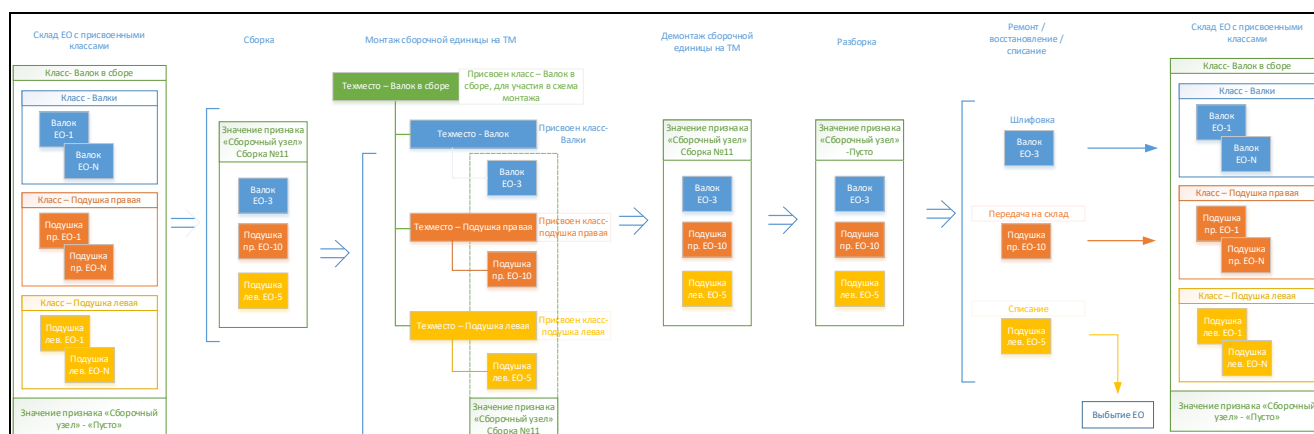 Склад ЕО с присвоенными
классами
Класс- Валок в сборе
Класс - Валки
Валок
ЕО-1
Валок
ЕО-N
Класс – Подушка правая
Подушка
пр. ЕО-1
Подушка
пр. ЕО-N
Класс – Подушка левая
Подушка
лев. ЕО-1
Подушка
лев. ЕО-N
Значение признака «Сборочный
узел» - «Пусто»
Сборка
Значение признака
«Сборочный узел»
Сборка №11
Валок
ЕО-3
Подушка
пр. ЕО-10
Подушка
лев. ЕО-5
Монтаж сборочной единицы на ТМ
Техместо – Валок в сборе
Присвоен класс – Валок в
сборе, для участия в схема
монтажа
Техместо - Валок
Присвоен класс-
Валки
Валок
ЕО-3
Техместо – Подушка правая
Присвоен класс-
подушка правая
Подушка
пр. ЕО-10
Техместо – Подушка левая
Присвоен класс-
подушка левая
Подушка
лев. ЕО-5
Значение признака
«Сборочный узел»
Сборка №11
Демонтаж сборочной
единицы на ТМ
Значение признака
«Сборочный узел»
Сборка №11
Валок
ЕО-3
Подушка
пр. ЕО-10
Подушка
лев. ЕО-5
Разборка
Значение признака
«Сборочный узел»
-Пусто
Валок
ЕО-3
Подушка
пр. ЕО-10
Подушка
лев. ЕО-5
Ремонт /
восстановление /
списание
Шлифовка
Валок
ЕО-3
Передача на склад
Подушка
пр. ЕО-10
Списание
Подушка
лев. ЕО-5
Выбытие ЕО
Склад ЕО с присвоенными
классами
Класс- Валок в сборе
Класс - Валки
Валок
ЕО-1
Валок
ЕО-N
Класс – Подушка правая
Подушка
пр. ЕО-1
Подушка
пр. ЕО-N
Класс – Подушка левая
Подушка
лев. ЕО-1
Подушка
лев. ЕО-N
Значение признака «Сборочный
узел» - «Пусто»